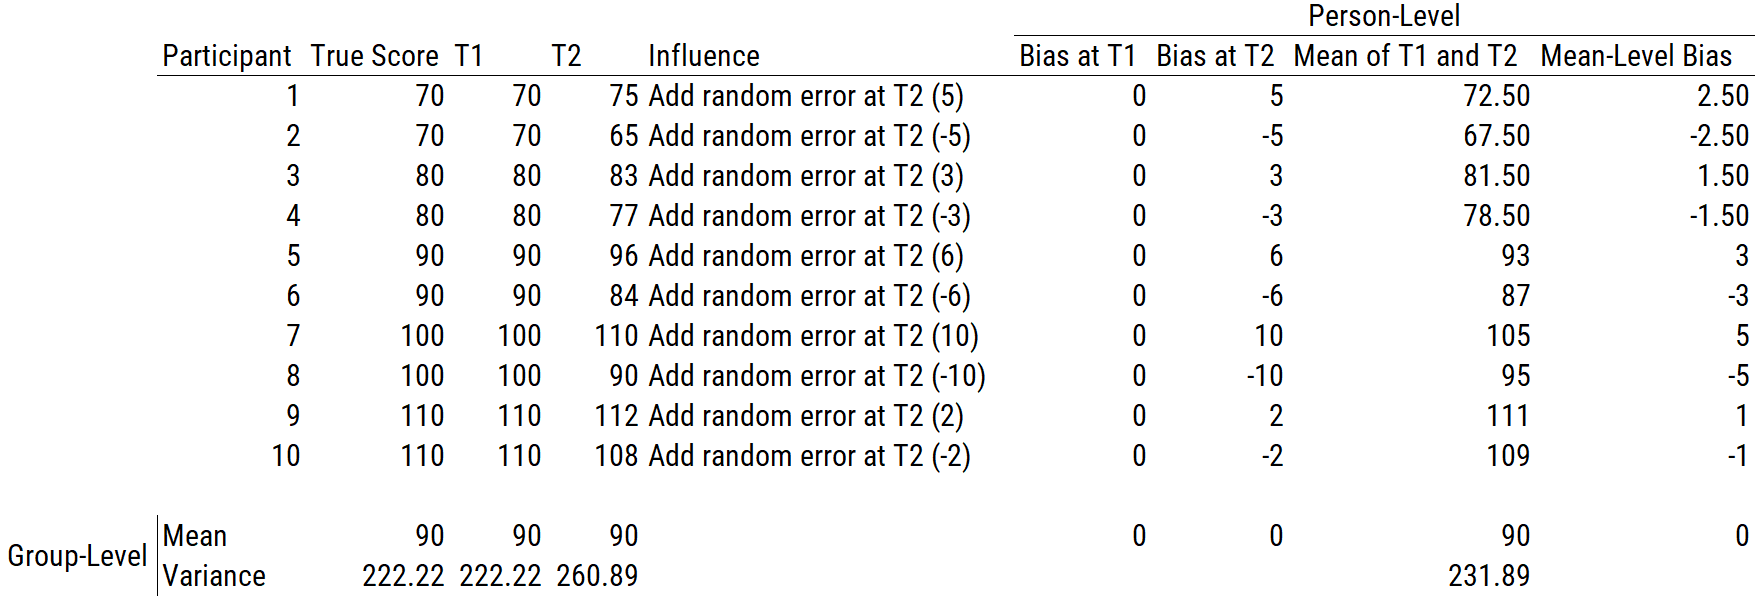 Person-Level
Participant True Score T1 T2 Influence Bias at T1 Bias at T2 Mean of T1 and T2 Mean-Level Bias
1 70 70 75 Add random error at T2 (5) 0 5 72.50 2.50
2 70 70 65 Add random error at T2 (-5) 0 -5 67.50 -2.50
3 80 80 83 Add random error at T2 (3) 0 3 81.50 1.50
4 80 80 77 Add random error at T2 (-3) 0 -3 78.50 -1.50
5 90 90 96 Add random error at T2 (6) 0 6 93 3
6 90 90 84 Add random error at T2 (-6) 0 -6 87 -3
7 100 100 110 Add random error at T2 (10) 0 10 105 5
8 100 100 90 Add random error at T2 (-10) 0 -10 95 -5
9 110 110 112 Add random error at T2 (2) 0 2 111 1
10 110 110 108 Add random error at T2 (-2) 0 -2 109 -1
Group-Level
Mean 90 90 90 0 0 90 0
Variance 222.22 222.22 260.89 231.89